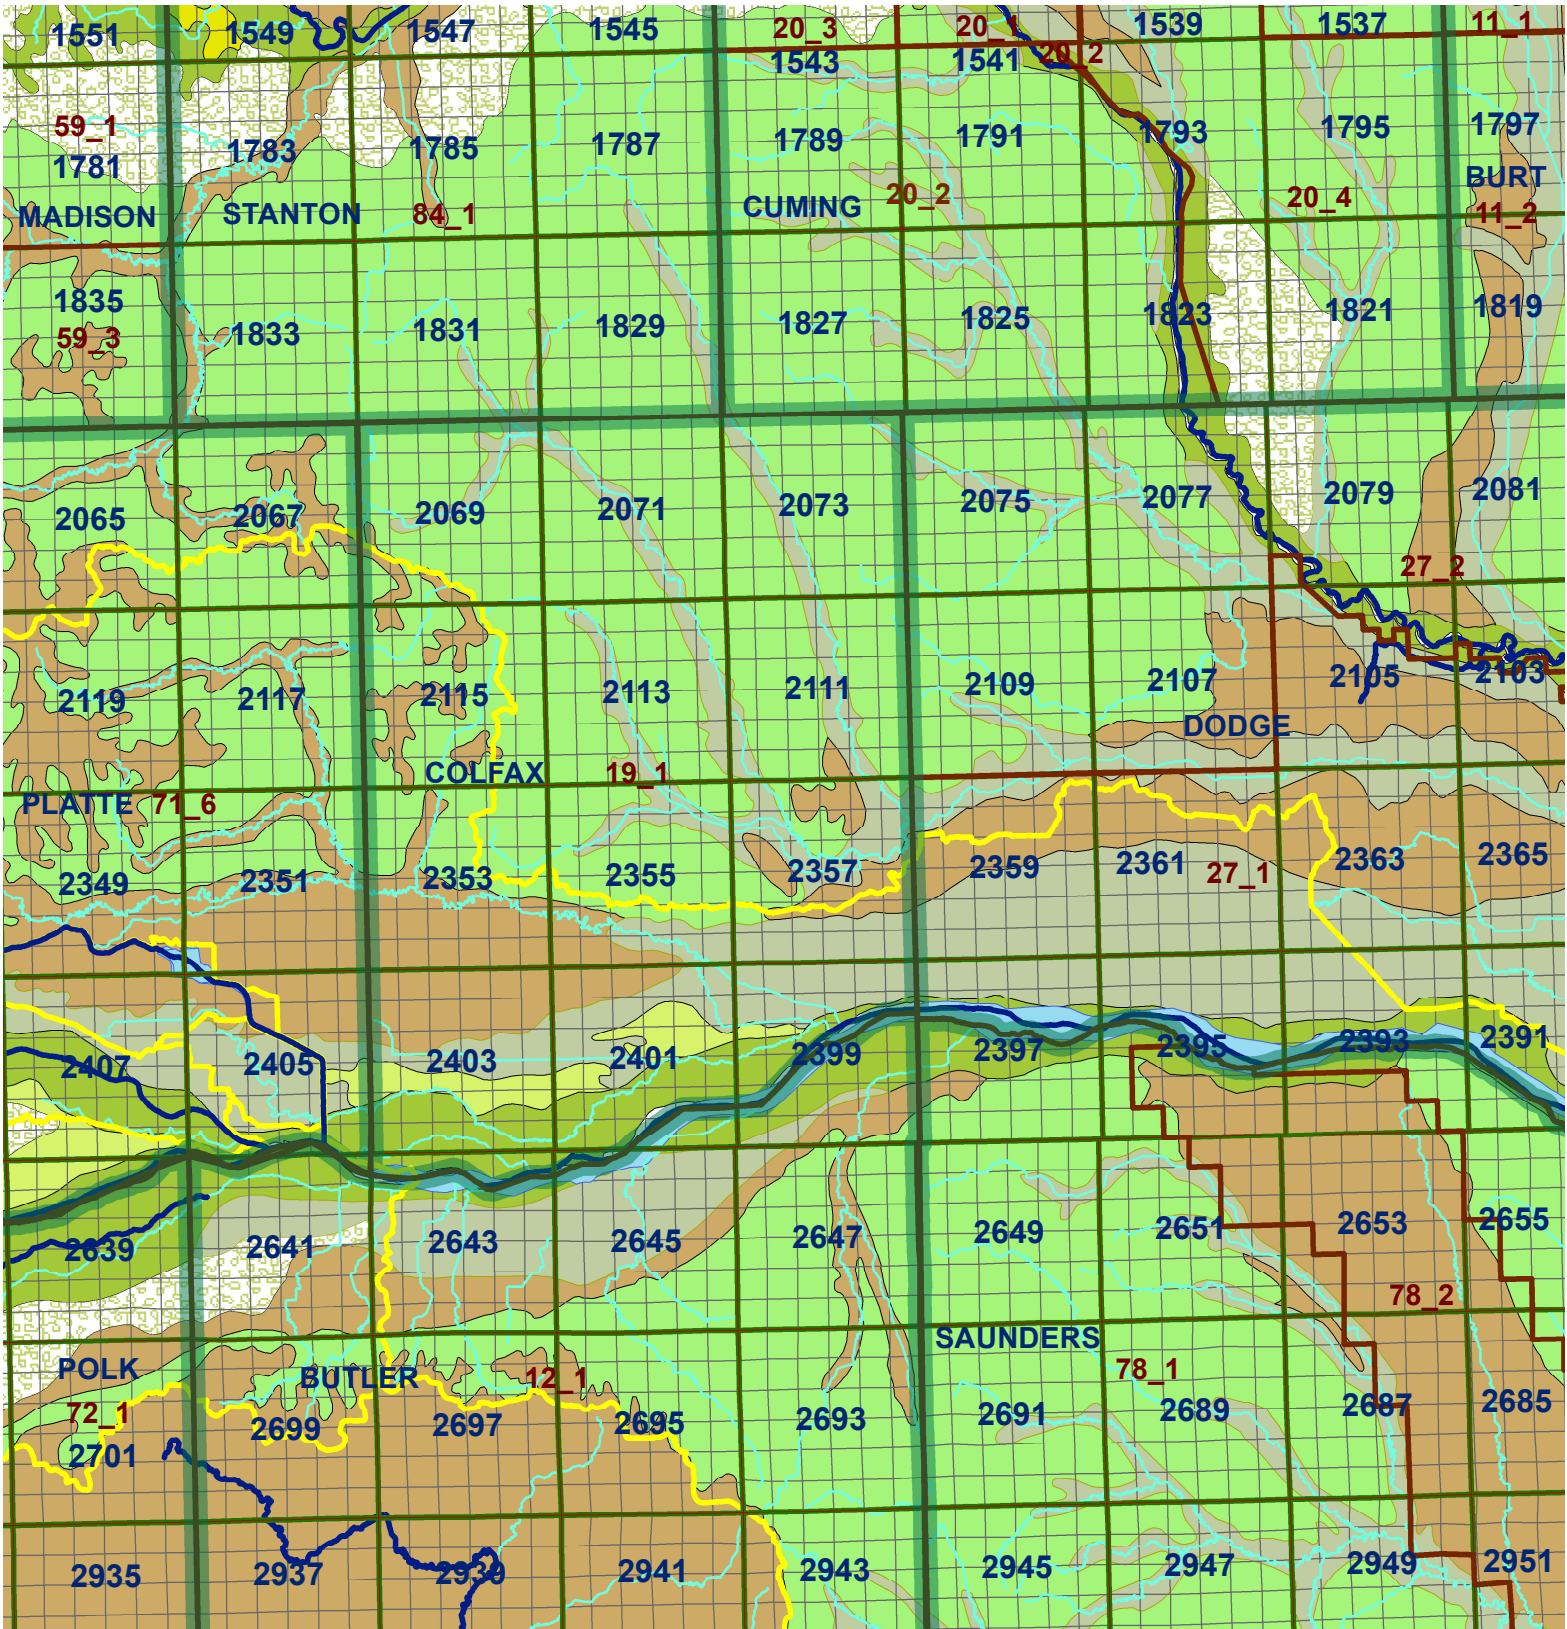 1551 1549 1547 1545 20_3 20_1 1539 1537 11_1
1543 1541 20_2
59_1 1783 1785 1787 1789 1791 1793 1795 1797
1781
MADISON STANTON 84_1 CUMING 20_2 20_4 BURT
11_2
1835 1833 1831 1829 1827 1825 1823 1821 1819
59_3
2065 2067 2069 2071 2073 2075 2077 2079 2081
27_2
2119 2117 2115 2113 2111 2109 2107 2105 2103
DODGE
COLFAX 19_1
PLATTE 71_6
2349 2351 2353 2355 2357 2359 2361 27_1 2363 2365
2407 2405 2403 2401 2399 2397 2395 2393 2391
2639 2641 2643 2645 2647 2649 2651 2653 2655
78_2
SAUNDERS
POLK BUTLER 12_1 78_1
72_1 2699 2697 2695 2693 2691 2689 2687 2685
2701
2935 2937 2939 2941 2943 2945 2947 2949 2951